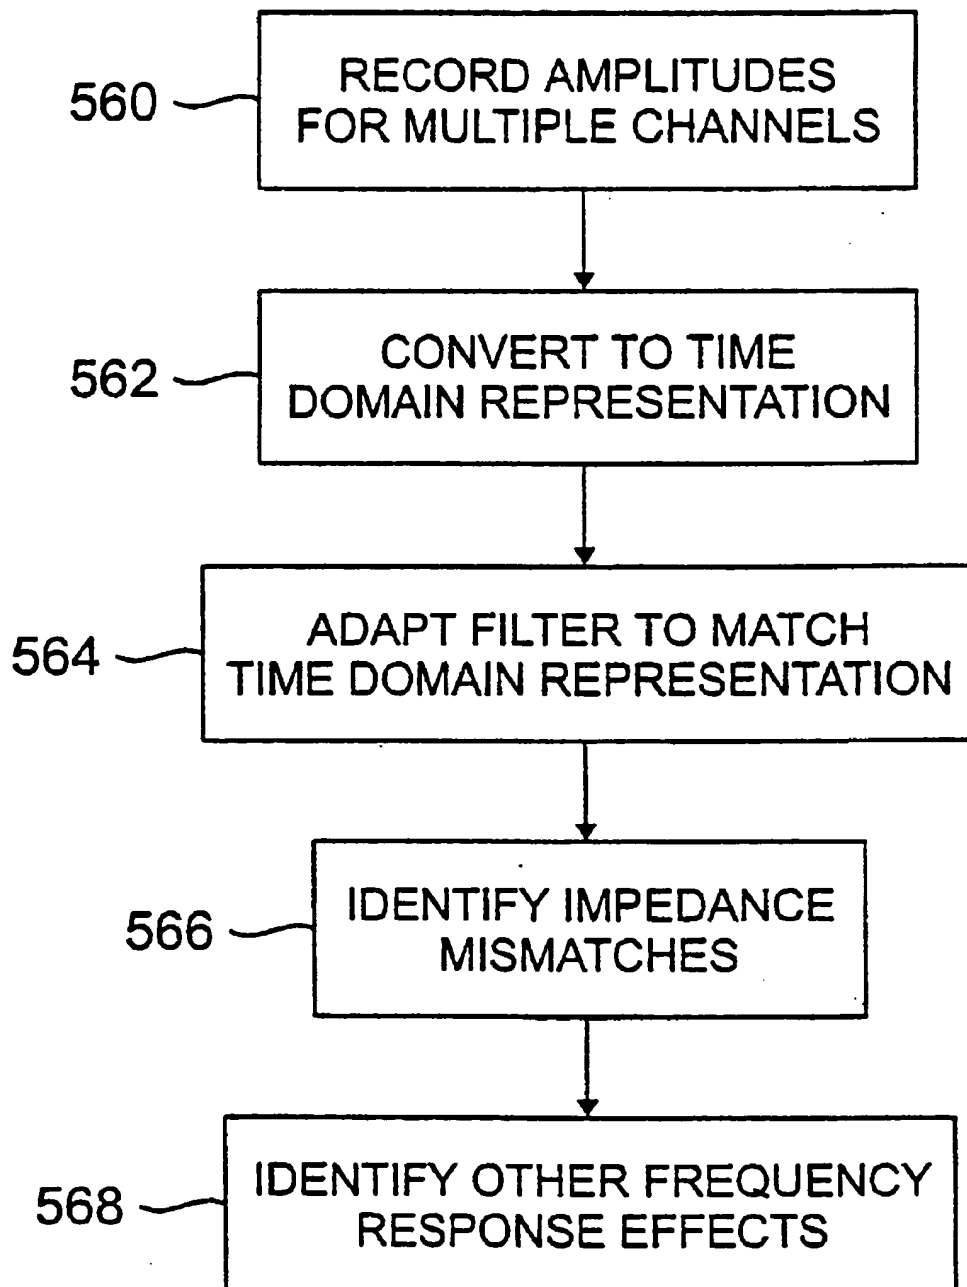 560
RECORD AMPLITUDES
FOR MULTIPLE CHANNELS
562
CONVERT TO TIME
DOMAIN REPRESENTATION
564
ADAPT FILTER TO MATCH
TIME DOMAIN REPRESENTATION
566
IDENTIFY IMPEDANCE
MISMATCHES
568
IDENTIFY OTHER FREQUENCY
RESPONSE EFFECTS